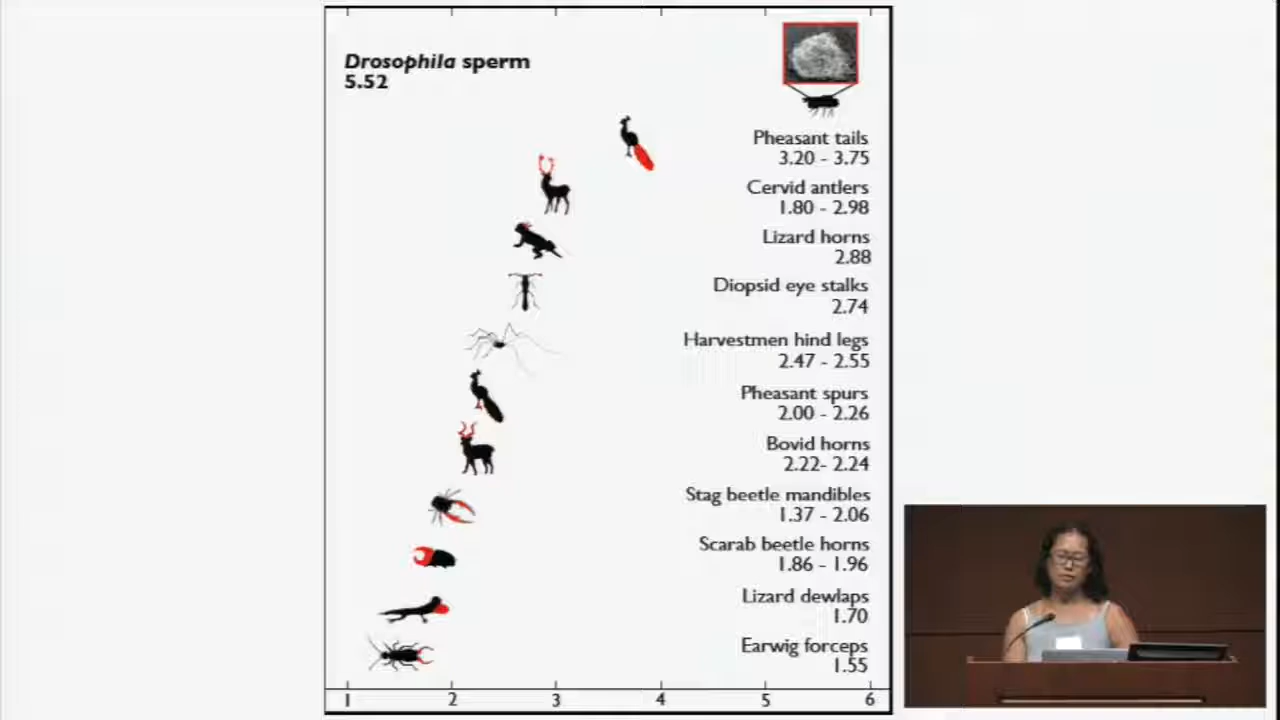 Drosophila sperm
5.52
Pheasant tails
3.20 - 3.75
Cervid antlers
1.80 - 2.98
Lizard horns
2.88
Diopsid eye stalks
2.74
Harvestmen hind legs
2.47 - 2.55
Pheasant spurs
2.00 - 2.26
Bovid horns
2.22- 2.24
Stag beetle mandibles
1.37 - 2.06
Scarab beetle horns
1.86 - 1.96
Lizard dewlaps
1.70
Earwig forceps
1.55
1 2 3 4 5 6